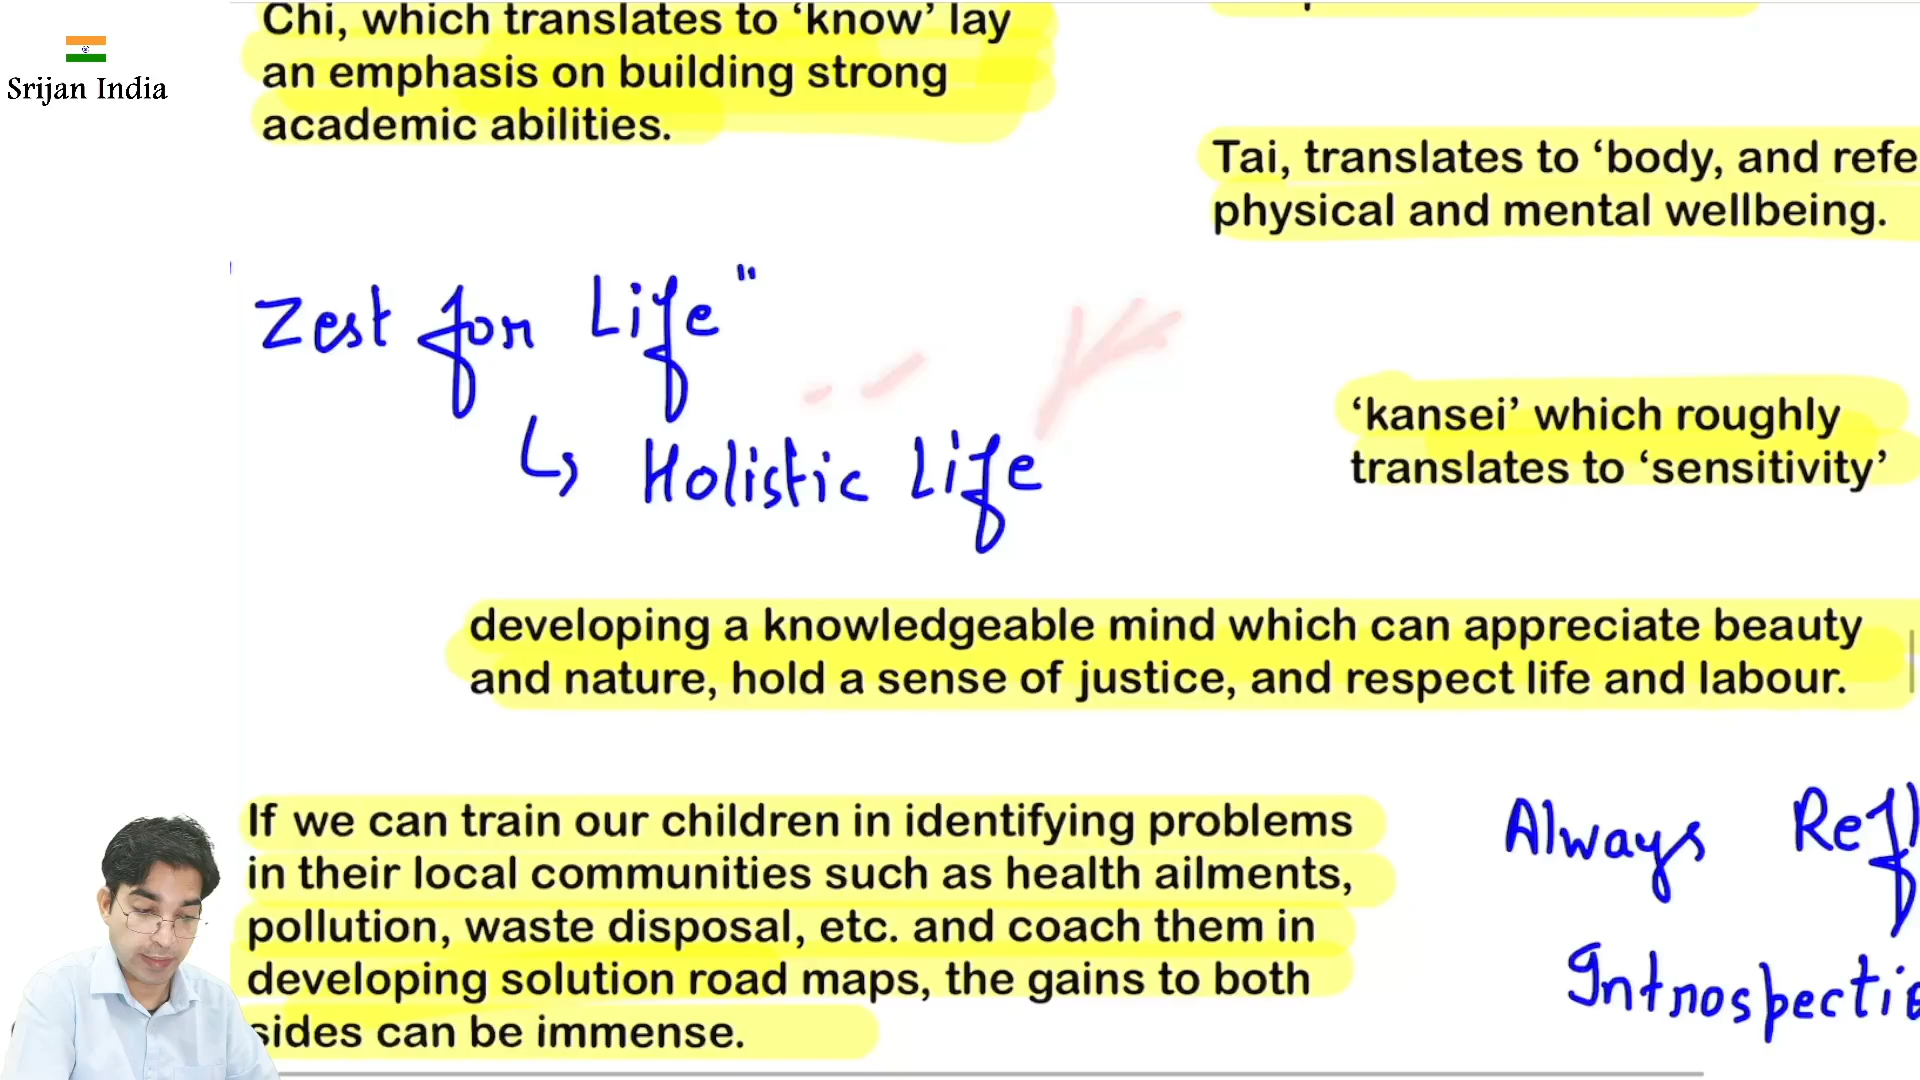 Srijan India
Chi, which translates to ‘know’ lay
an emphasis on building strong
academic abilities.
Tai, translates to ‘body, and refe
physical and mental wellbeing.
Zest for Life"
↳ Holistic Life
‘kansei’ which roughly
translates to ‘sensitivity’
developing a knowledgeable mind which can appreciate beauty
and nature, hold a sense of justice, and respect life and labour.
If we can train our children in identifying problems
in their local communities such as health ailments,
pollution, waste disposal, etc. and coach them in
developing solution road maps, the gains to both
sides can be immense.
Always Refl
Introspectio